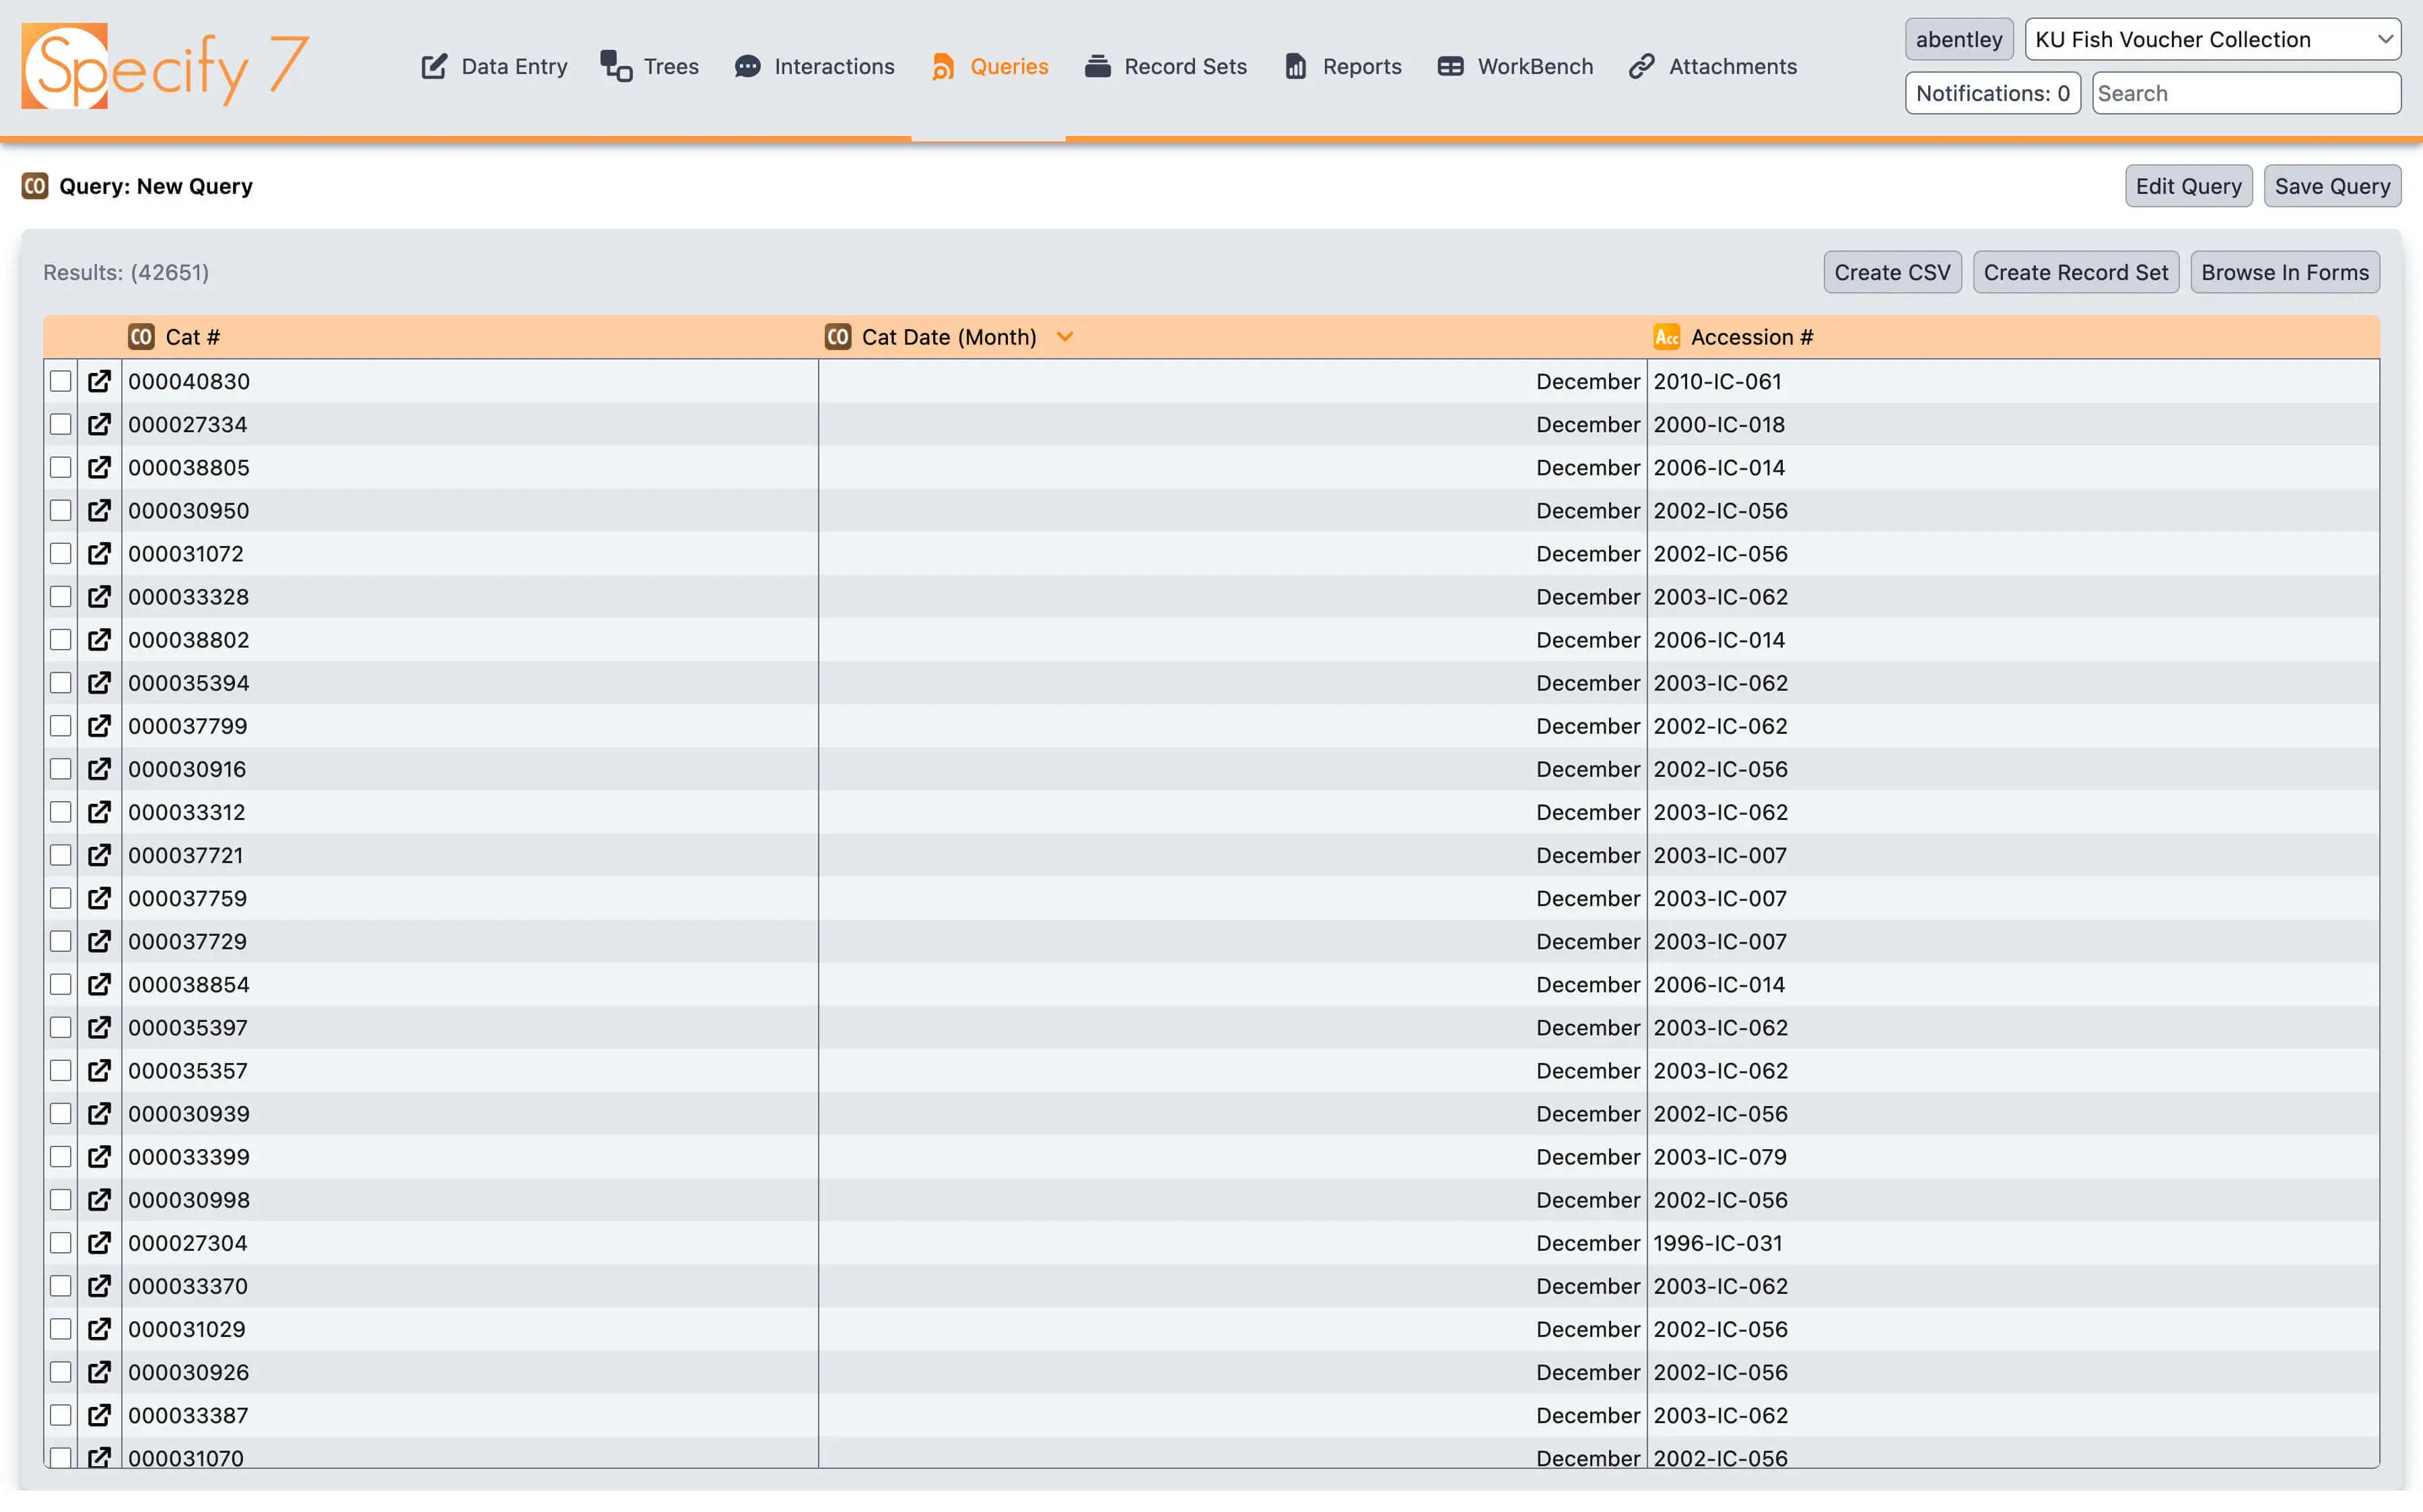 Specify 7
Data Entry Trees Interactions Queries Record Sets Reports WorkBench Attachments
abentley KU Fish Voucher Collection
Notifications: 0 Search
CO Query: New Query Edit Query Save Query
Results: (42651) Create CSV Create Record Set Browse In Forms
CO Cat # CO Cat Date (Month) Acc Accession #
000040830 December 2010-IC-061
000027334 December 2000-IC-018
000038805 December 2006-IC-014
000030950 December 2002-IC-056
000031072 December 2002-IC-056
000033328 December 2003-IC-062
000038802 December 2006-IC-014
000035394 December 2003-IC-062
000037799 December 2002-IC-062
000030916 December 2002-IC-056
000033312 December 2003-IC-062
000037721 December 2003-IC-007
000037759 December 2003-IC-007
000037729 December 2003-IC-007
000038854 December 2006-IC-014
000035397 December 2003-IC-062
000035357 December 2003-IC-062
000030939 December 2002-IC-056
000033399 December 2003-IC-079
000030998 December 2002-IC-056
000027304 December 1996-IC-031
000033370 December 2003-IC-062
000031029 December 2002-IC-056
000030926 December 2002-IC-056
000033387 December 2003-IC-062
000031070 December 2002-IC-056